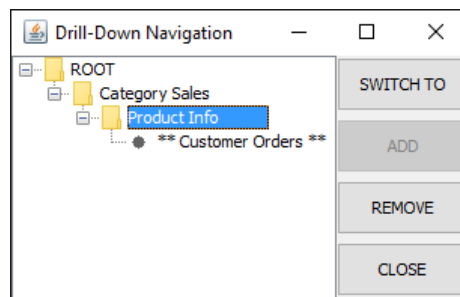 Drill-Down Navigation
ROOT
Category Sales
Product Info
** Customer Orders **
SWITCH TO
ADD
REMOVE
CLOSE